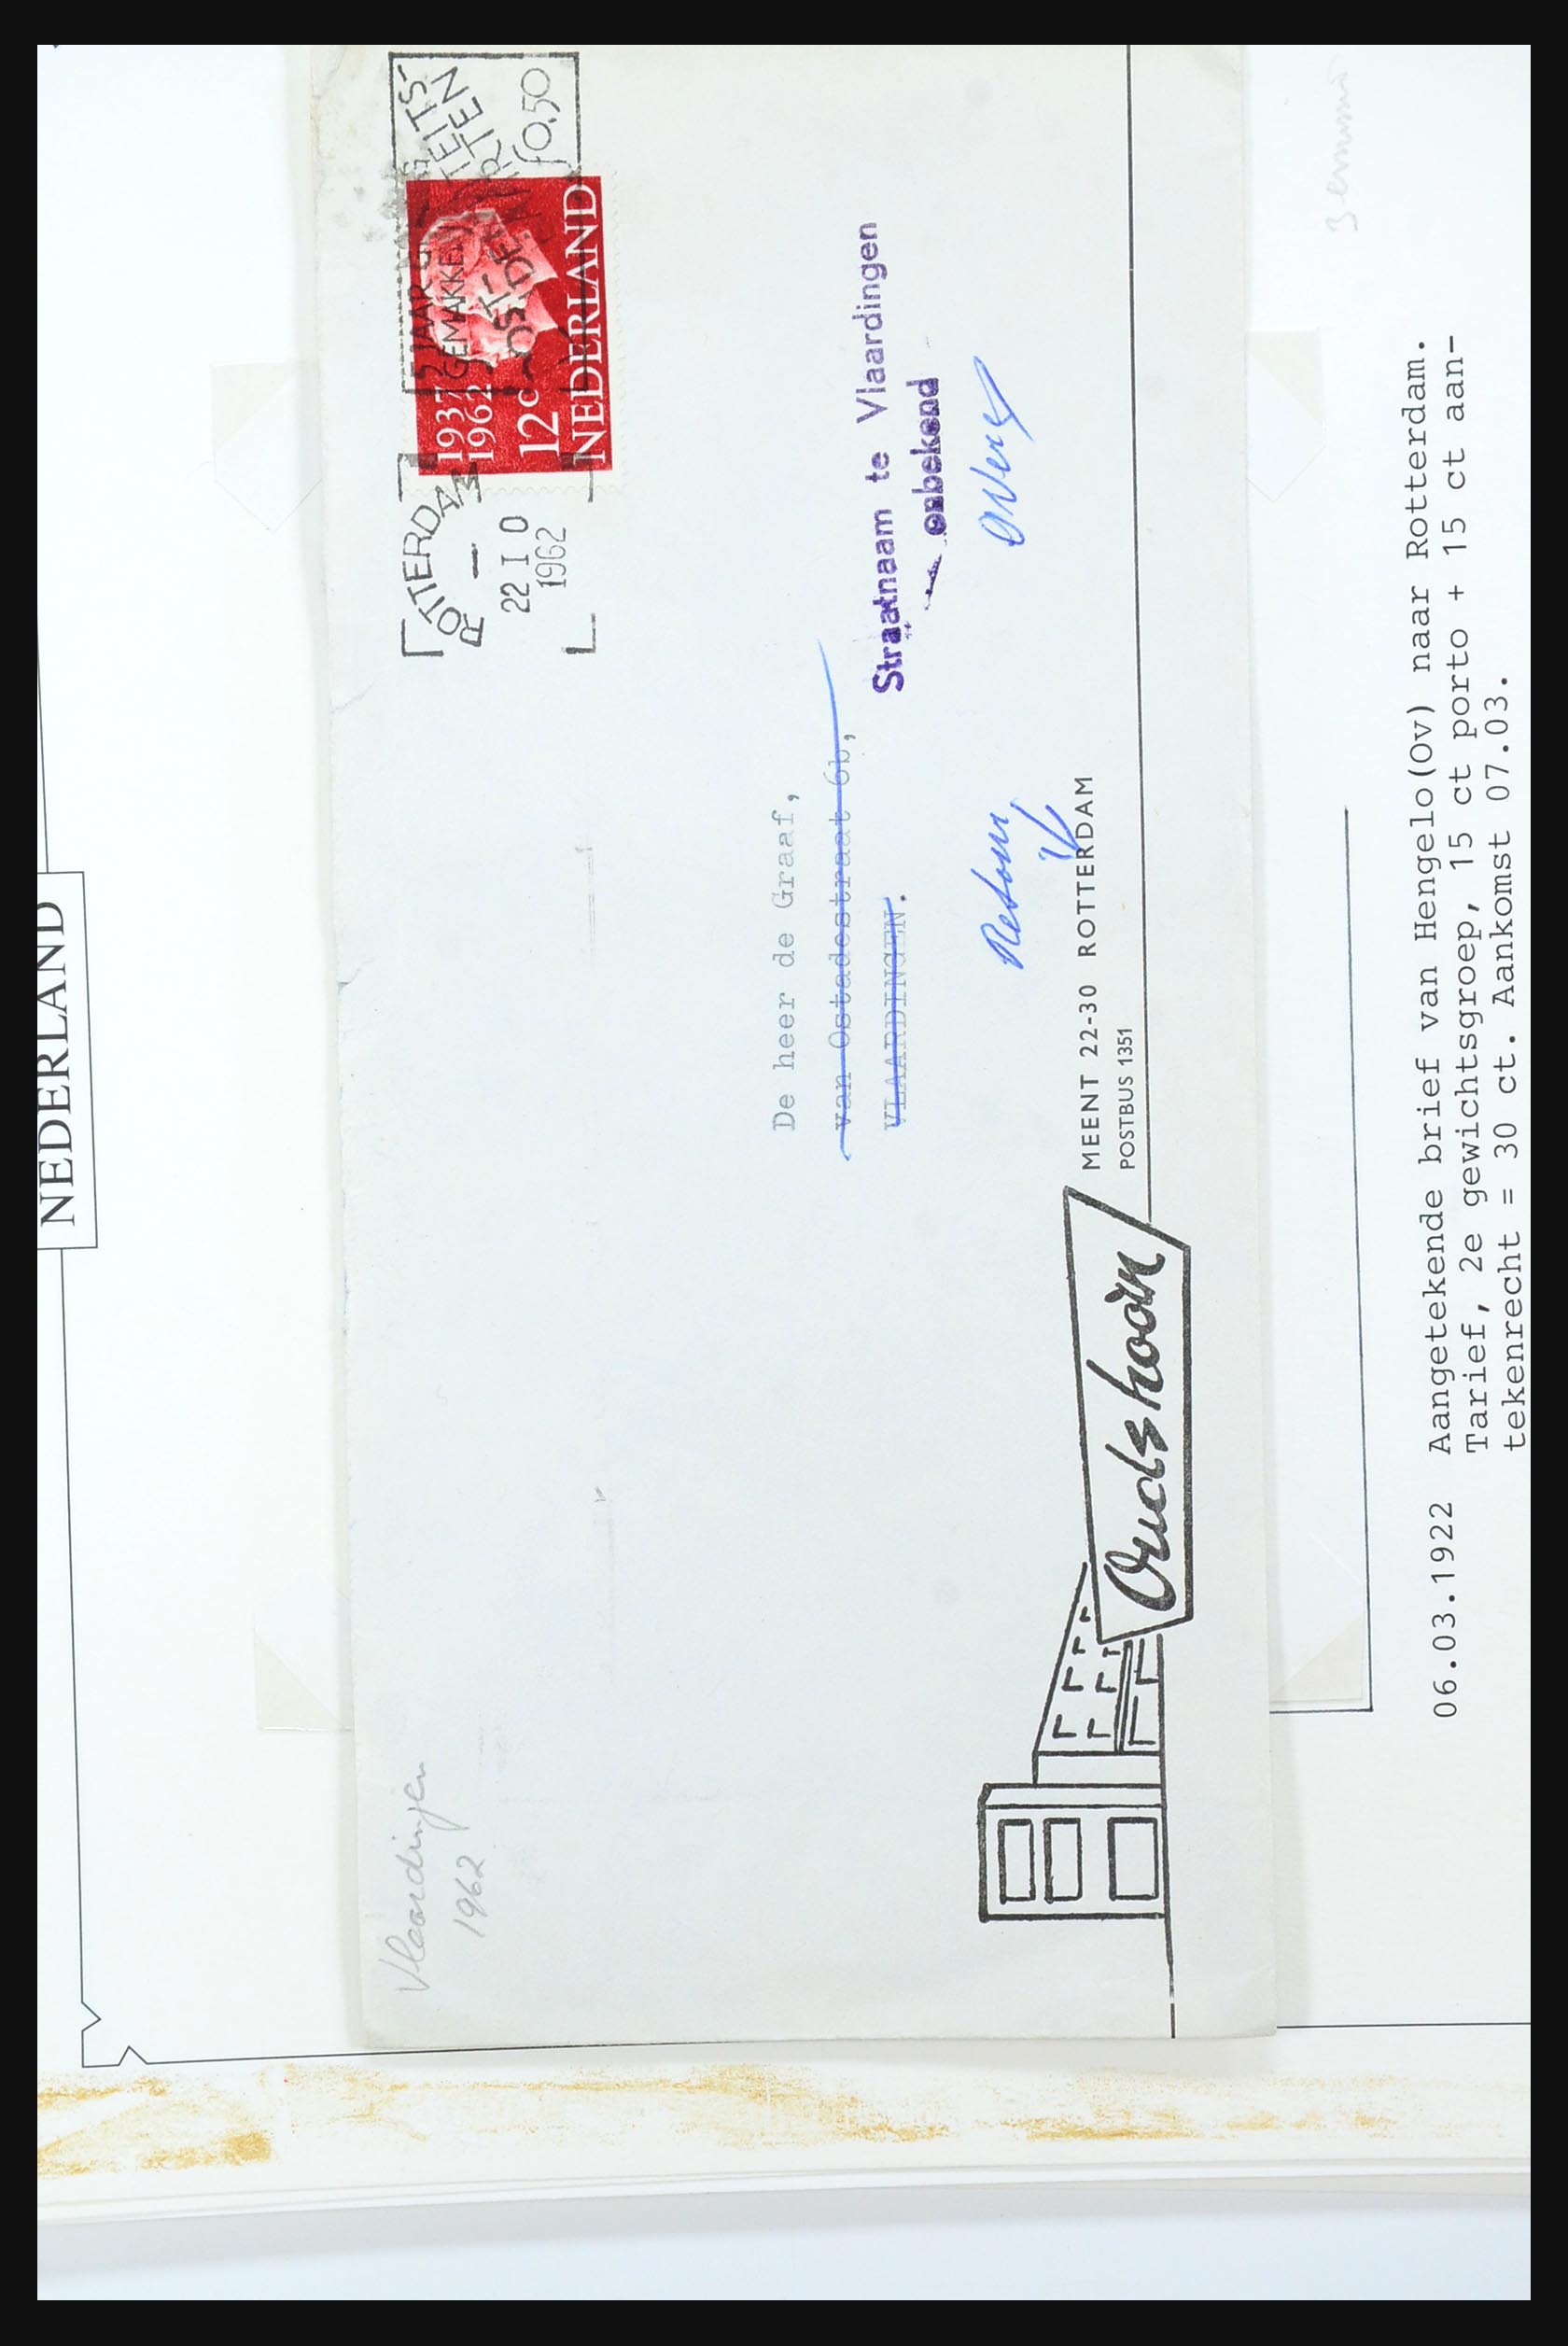 NEDERLAND
Vlaardingen
1962
ROTTERDAM
22 I 0
1962
POST-
f0,50
1937
1962
12c
NEDERLAND
De heer de Graaf,
van Ostadestraat 6b,
VLAARDINGEN.
Straatnaam te Vlaardingen
onbekend
Retour
MEENT 22-30 ROTTERDAM
POSTBUS 1351
Oudshoorn
06.03.1922 Aangetekende brief van Hengelo(Ov) naar Rotterdam.
Tarief, 2e gewichtsgroep, 15 ct porto + 15 ct aan-
tekenrecht = 30 ct. Aankomst 07.03.